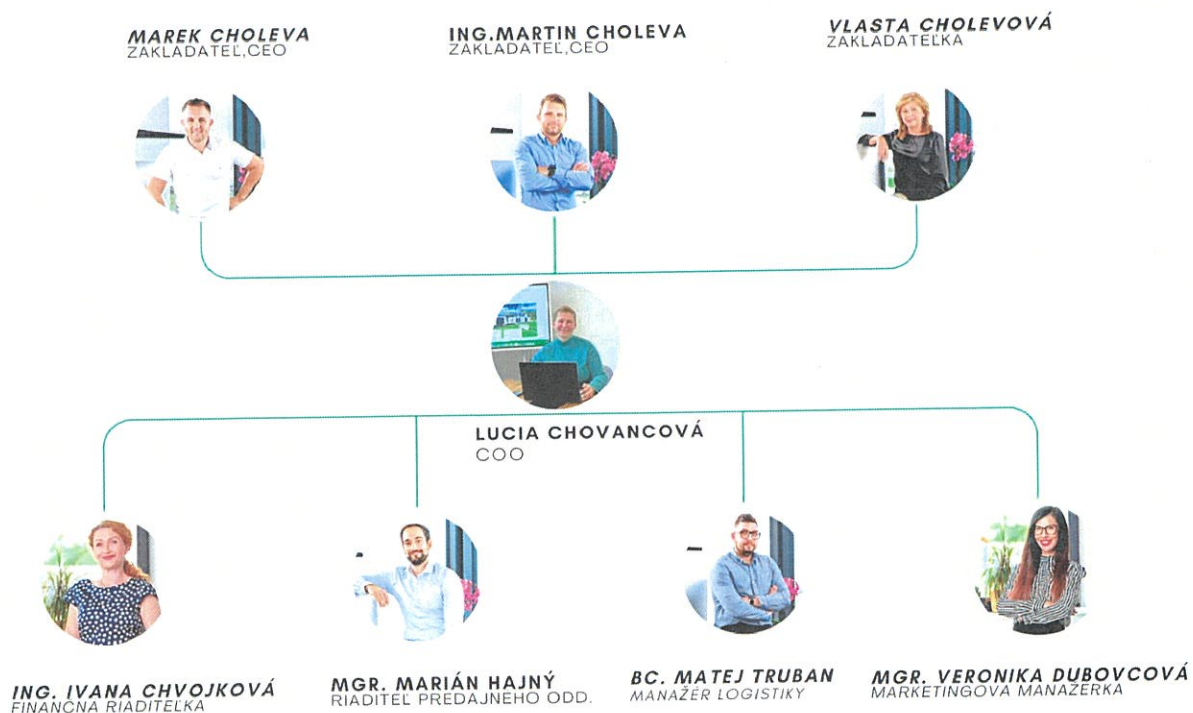 MAREK CHOLEVA
ZAKLADATEĽ,CEO
ING.MARTIN CHOLEVA
ZAKLADATEĽ,CEO
VLASTA CHOLEVOVÁ
ZAKLADATEĽKA
LUCIA CHOVANCOVÁ
COO
ING. IVANA CHVOJKOVÁ
FINANČNÁ RIADITEĽKA
MGR. MARIÁN HAJNÝ
RIADITEĽ PREDAJNEHO ODD.
BC. MATEJ TRUBAN
MANAŽÉR LOGISTIKY
MGR. VERONIKA DUBOVCOVÁ
MARKETINGOVÁ MANAŽÉRKA